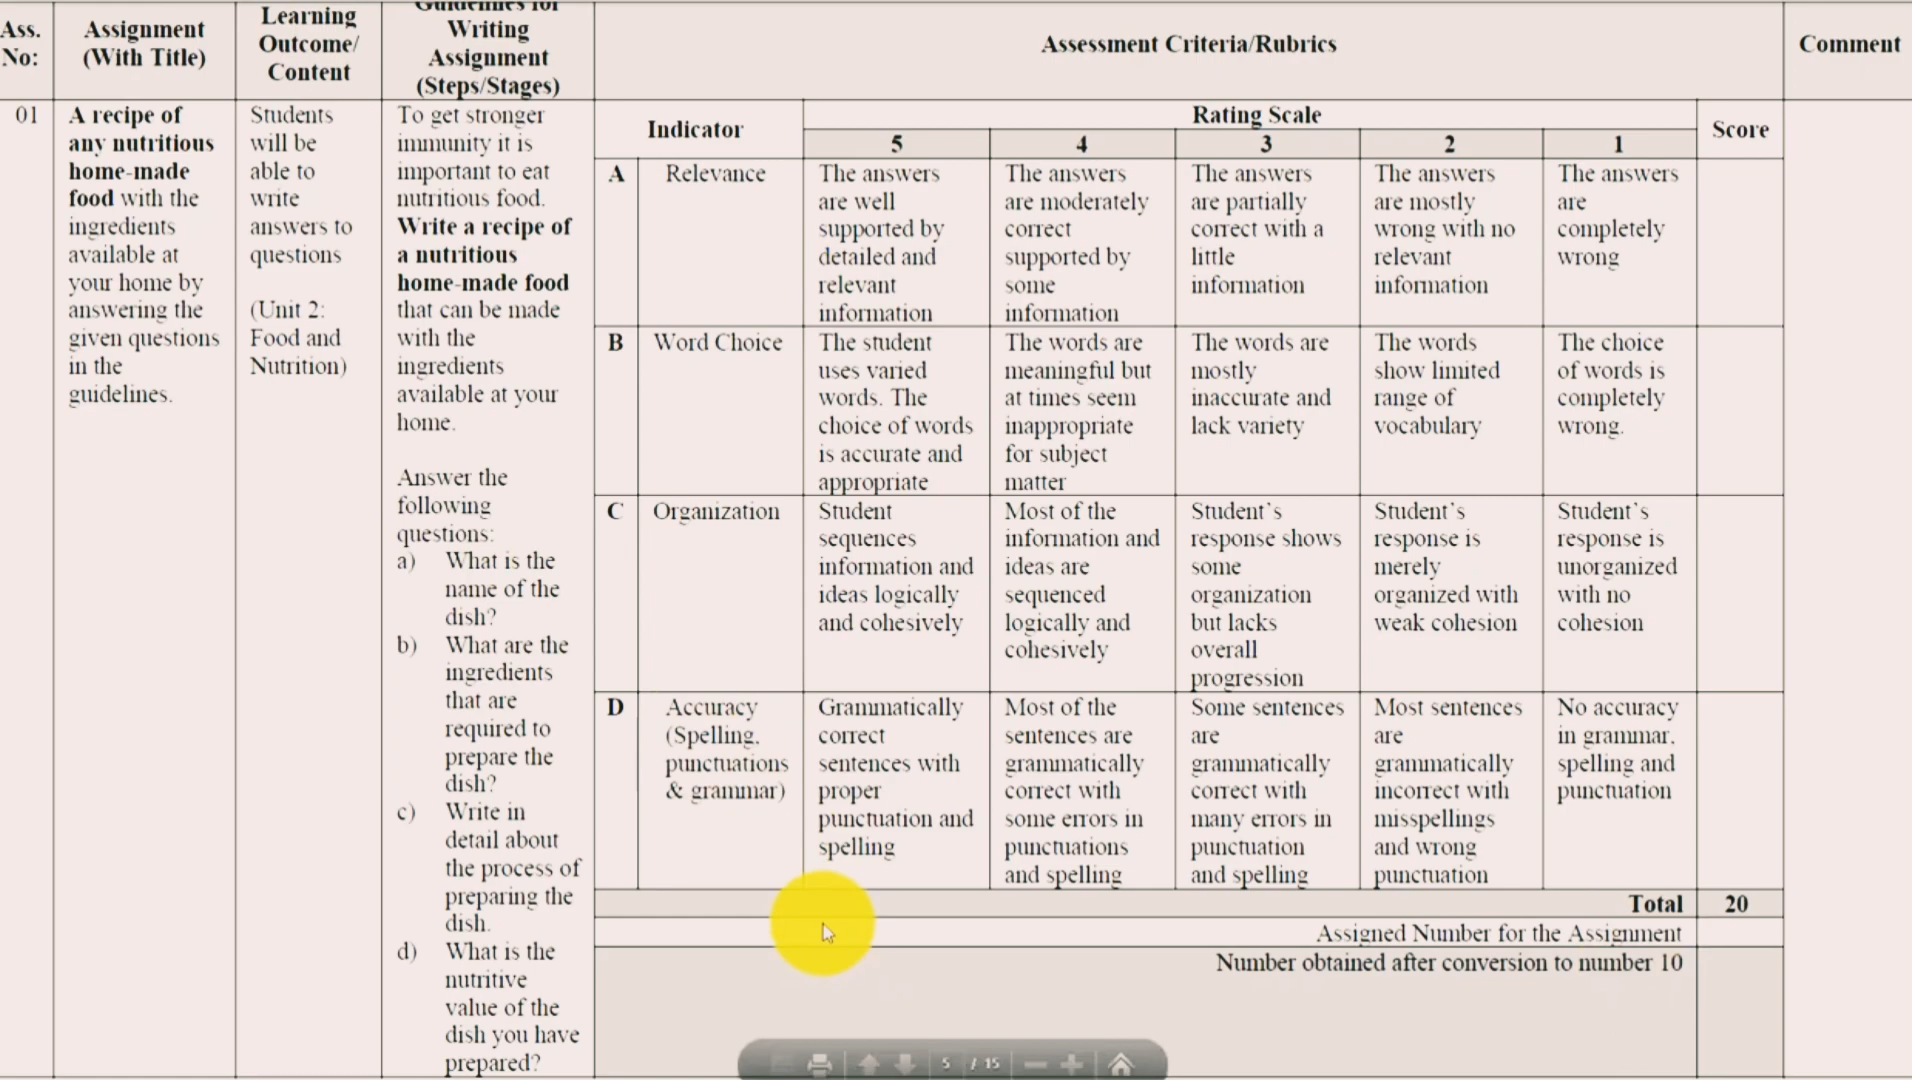 Ass.
No:
Assignment
(With Title)
Learning
Outcome/
Content
Guidelines for
Writing
Assignment
(Steps/Stages)
Assessment Criteria/Rubrics
Comment
01
A recipe of
any nutritious
home-made
food with the
ingredients
available at
your home by
answering the
given questions
in the
guidelines.
Students
will be
able to
write
answers to
questions
(Unit 2:
Food and
Nutrition)
To get stronger
immunity it is
important to eat
nutritious food.
Write a recipe of
a nutritious
home-made food
that can be made
with the
ingredients
available at your
home.
Answer the
following
questions:
a) What is the
name of the
dish?
b) What are the
ingredients
that are
required to
prepare the
dish?
c) Write in
detail about
the process of
preparing the
dish.
d) What is the
nutritive
value of the
dish you have
prepared?
Indicator
Rating Scale
Score
5
4
3
2
1
A
Relevance
The answers
are well
supported by
detailed and
relevant
information
The answers
are moderately
correct
supported by
some
information
The answers
are partially
correct with a
little
information
The answers
are mostly
wrong with no
relevant
information
The answers
are
completely
wrong
B
Word Choice
The student
uses varied
words. The
choice of words
is accurate and
appropriate
The words are
meaningful but
at times seem
inappropriate
for subject
matter
The words are
mostly
inaccurate and
lack variety
The words
show limited
range of
vocabulary
The choice
of words is
completely
wrong.
C
Organization
Student
sequences
information and
ideas logically
and cohesively
Most of the
information and
ideas are
sequenced
logically and
cohesively
Student's
response shows
some
organization
but lacks
overall
progression
Student's
response is
merely
organized with
weak cohesion
Student's
response is
unorganized
with no
cohesion
D
Accuracy
(Spelling,
punctuations
& grammar)
Grammatically
correct
sentences with
proper
punctuation and
spelling
Most of the
sentences are
grammatically
correct with
some errors in
punctuations
and spelling
Some sentences
are
grammatically
correct with
many errors in
punctuation
and spelling
Most sentences
are
grammatically
incorrect with
misspellings
and wrong
punctuation
No accuracy
in grammar,
spelling and
punctuation
Total 20
Assigned Number for the Assignment
Number obtained after conversion to number 10
5 / 15